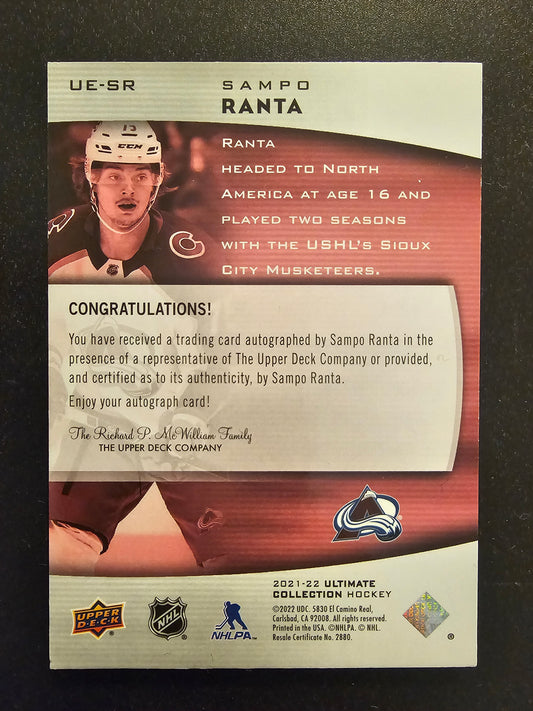 UE-SR
SAMPO
RANTA
RANTA
HEADED TO NORTH
AMERICA AT AGE 16 AND
PLAYED TWO SEASONS
WITH THE USHL'S SIOUX
CITY MUSKETEERS.
13
CCM
CONGRATULATIONS!
You have received a trading card autographed by Sampo Ranta in the
presence of a representative of The Upper Deck Company or provided,
and certified as to its authenticity, by Sampo Ranta.
Enjoy your autograph card!
The Richard P. McWilliam Family
THE UPPER DECK COMPANY
2021-22 ULTIMATE
COLLECTION HOCKEY
©2022 UDC. 5830 El Camino Real,
Carlsbad, CA 92008. All rights reserved.
Printed in the USA. ©NHLPA. © NHL.
Resale Certificate No. 2880.
UPPER
DECK
NHL
NHLPA